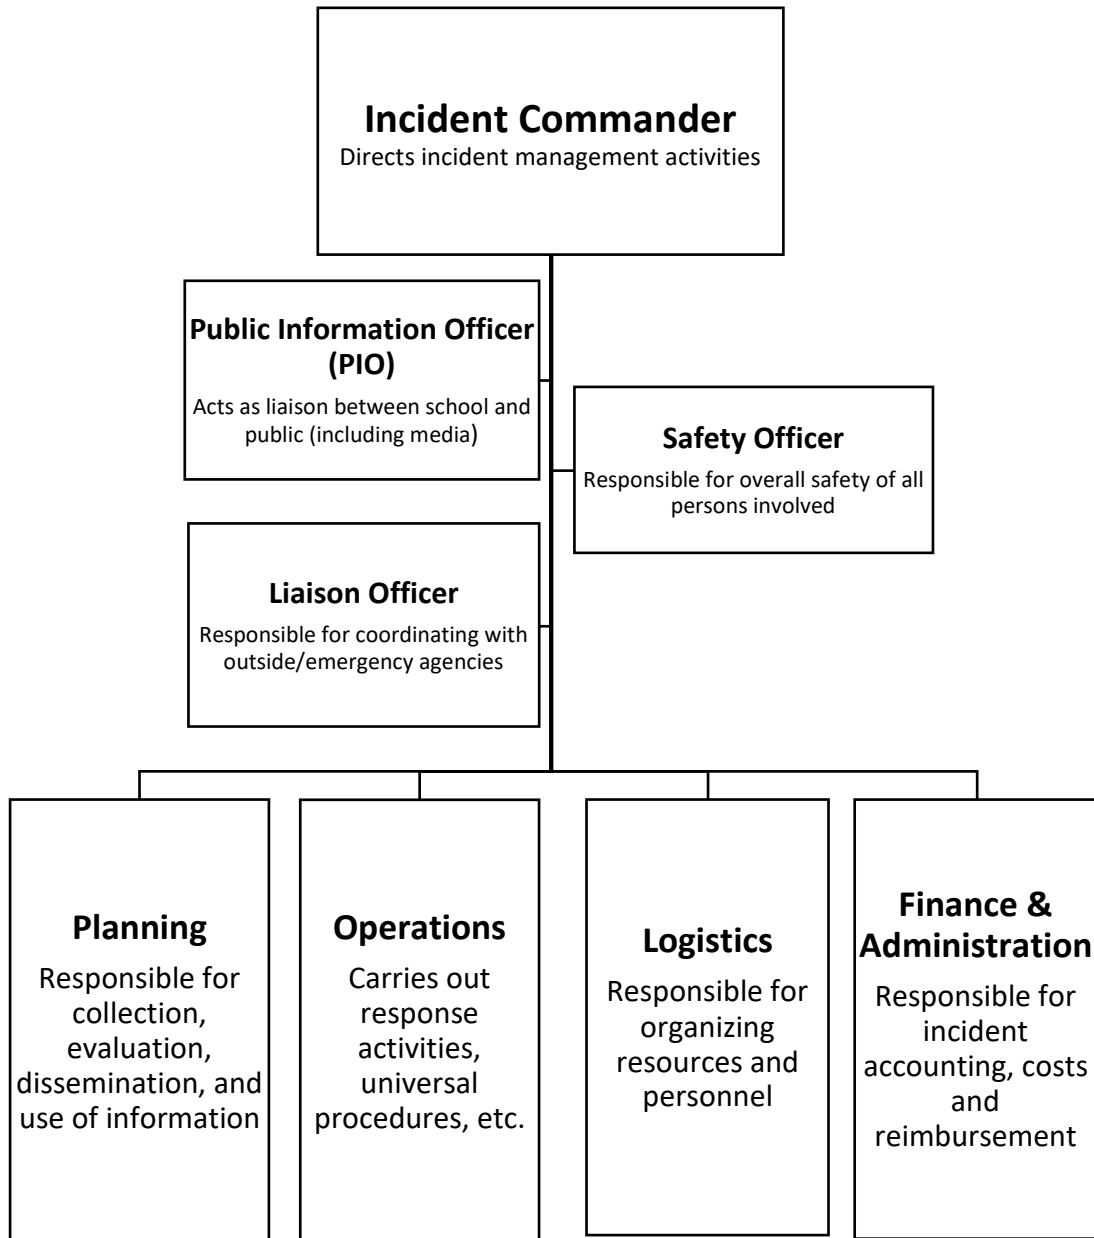 Incident Commander
Directs incident management activities
Public Information Officer
(PIO)
Acts as liaison between school and
public (including media)
Safety Officer
Responsible for overall safety of all
persons involved
Liaison Officer
Responsible for coordinating with
outside/emergency agencies
Planning
Responsible for
collection,
evaluation,
dissemination, and
use of information
Operations
Carries out
response
activities,
universal
procedures, etc.
Logistics
Responsible for
organizing
resources and
personnel
Finance &
Administration
Responsible for
incident
accounting, costs
and
reimbursement